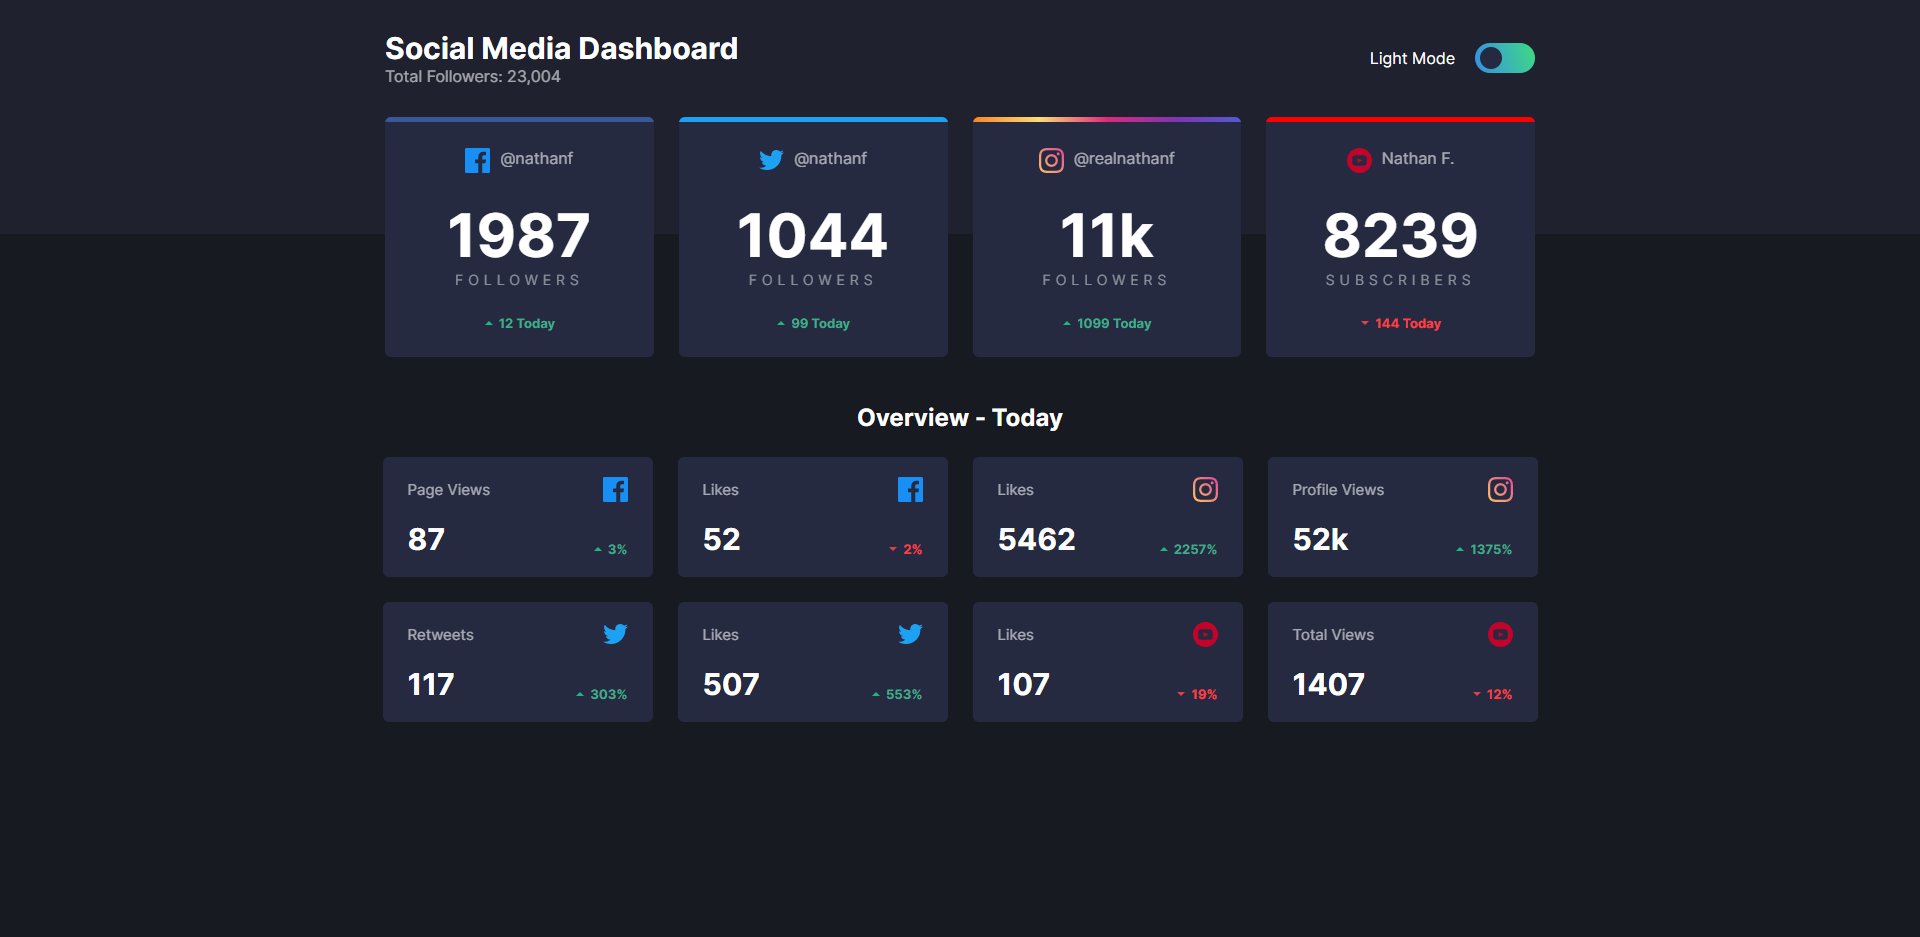 Social Media Dashboard
Total Followers: 23,004
Light Mode
@nathanf
1987
FOLLOWERS
12 Today
@nathanf
1044
FOLLOWERS
99 Today
@realnathanf
11k
FOLLOWERS
1099 Today
Nathan F.
8239
SUBSCRIBERS
144 Today
Overview - Today
Page Views
87
3%
Likes
52
2%
Likes
5462
2257%
Profile Views
52k
1375%
Retweets
117
303%
Likes
507
553%
Likes
107
19%
Total Views
1407
12%